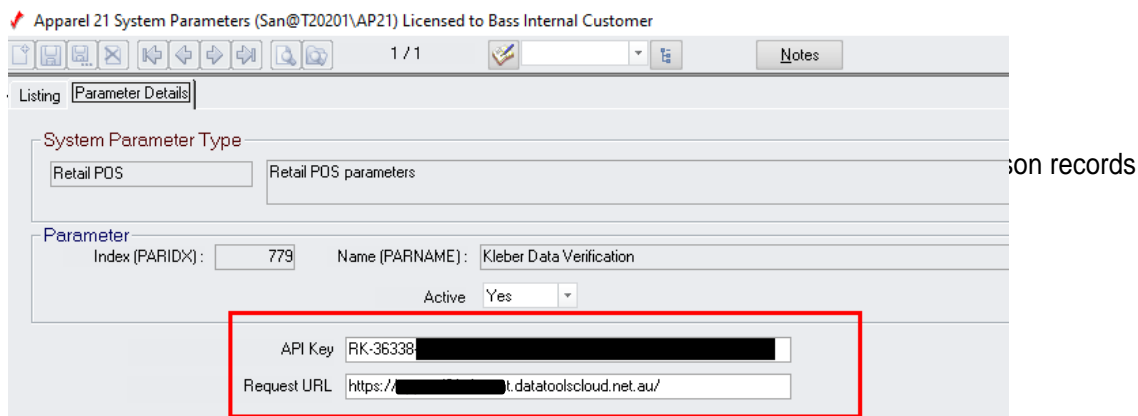 Apparel 21 System Parameters (San@T20201\AP21) Licensed to Bass Internal Customer
1 / 1 Notes
Listing Parameter Details
System Parameter Type
Retail POS Retail POS parameters
records
Parameter
Index (PARIDX) : 779 Name (PARNAME) : Kleber Data Verification
Active Yes
API Key RK-36338-
Request URL https:// t.datatoolscloud.net.au/